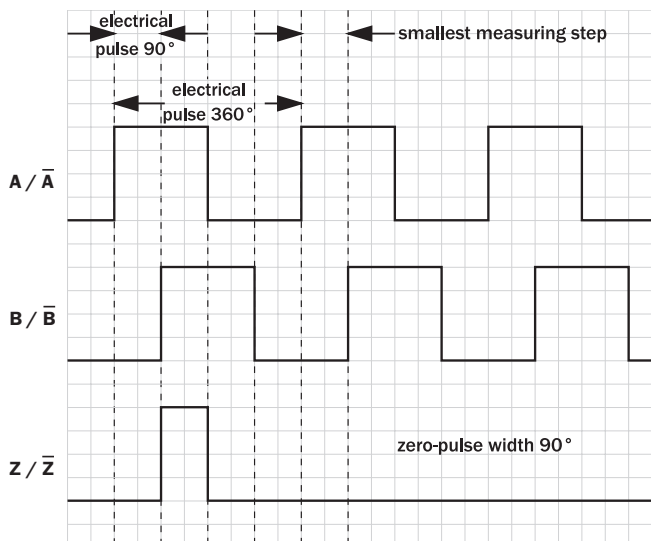 electrical
pulse 90°
smallest measuring step
electrical
pulse 360°
A / A̅
B / B̅
zero-pulse width 90°
Z / Z̅